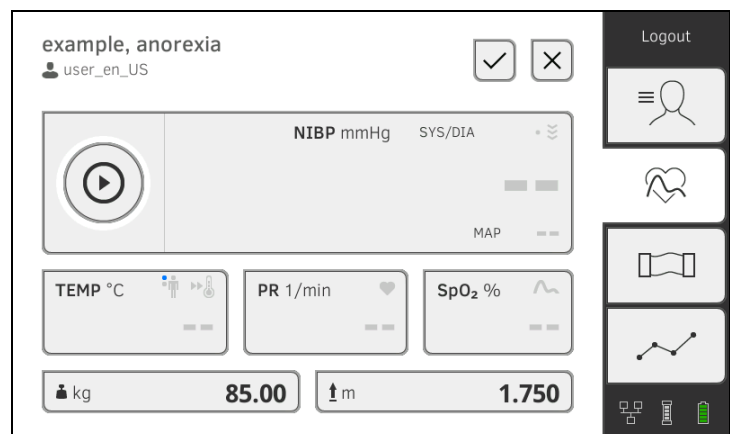 example, anorexia
user_en_US
Logout
NIBP mmHg SYS/DIA
-- --
MAP --
TEMP °C
--
PR 1/min
--
SpO₂ %
--
kg 85.00
m 1.750